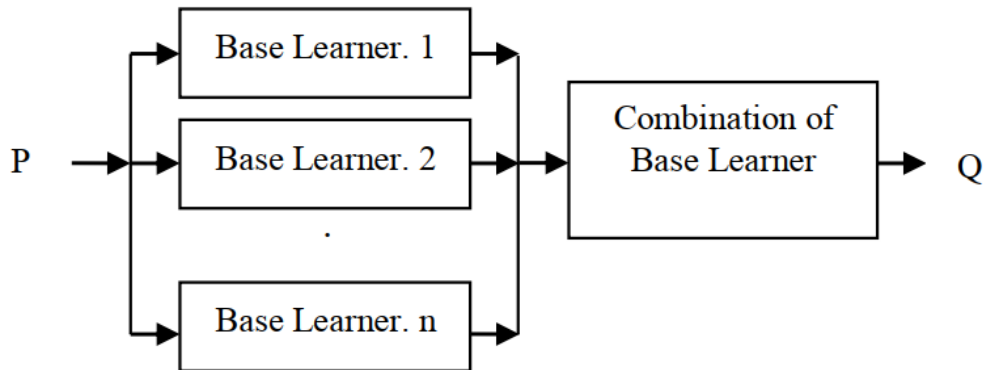 P
Base Learner. 1
Base Learner. 2
.
Base Learner. n
Combination of
Base Learner
Q